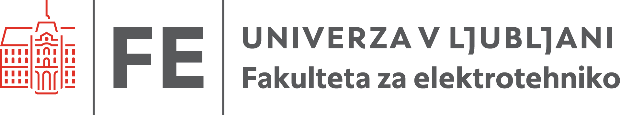 FE
UNIVERZA V LJUBLJANI
Fakulteta za elektrotehniko